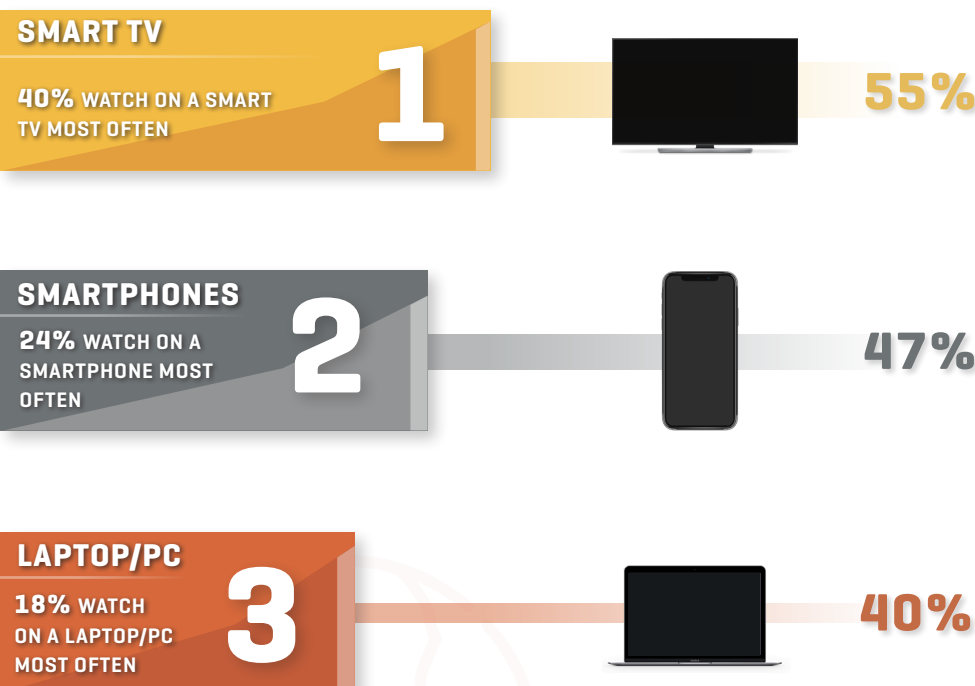 SMART TV
1
40% WATCH ON A SMART
TV MOST OFTEN
55%
SMARTPHONES
2
24% WATCH ON A
SMARTPHONE MOST
OFTEN
47%
LAPTOP/PC
3
18% WATCH
ON A LAPTOP/PC
MOST OFTEN
40%